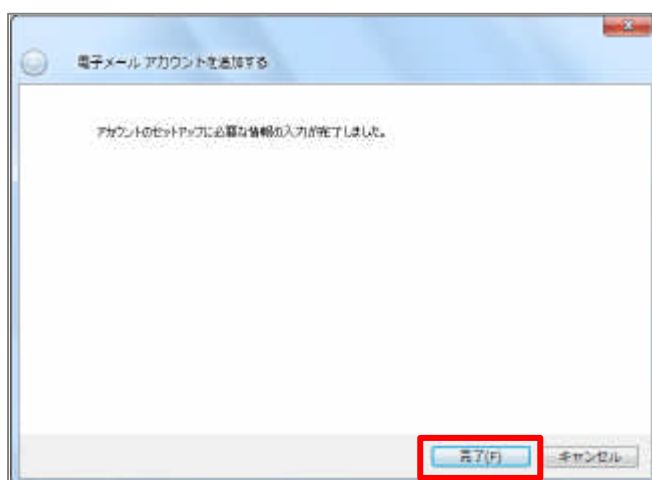 電子メール アカウントを追加する
アカウントのセットアップに必要な情報の入力が完了しました。
完了(F)
キャンセル